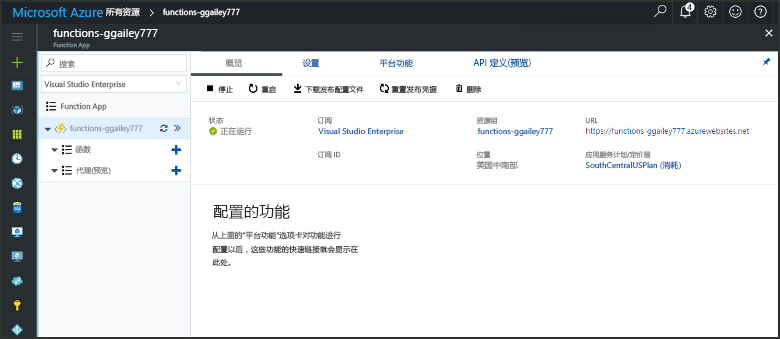 Microsoft Azure 所有资源 functions-ggailey777
4
functions-ggailey777
Function App
搜索
Visual Studio Enterprise
Function App
functions-ggailey777
函数
代理(预览)
概览 设置 平台功能 API 定义(预览)
停止 重启 下载发布配置文件 重置发布凭据 删除
状态 订阅 资源组 URL
正在运行 Visual Studio Enterprise functions-ggailey777 https://functions-ggailey777.azurewebsites.net
订阅 ID 位置 应用服务计划/定价层
美国中南部 SouthCentralUSPlan (消耗)
配置的功能
从上面的“平台功能”选项卡对功能进行
配置以后，这些功能的快速链接就会显示在
此处。